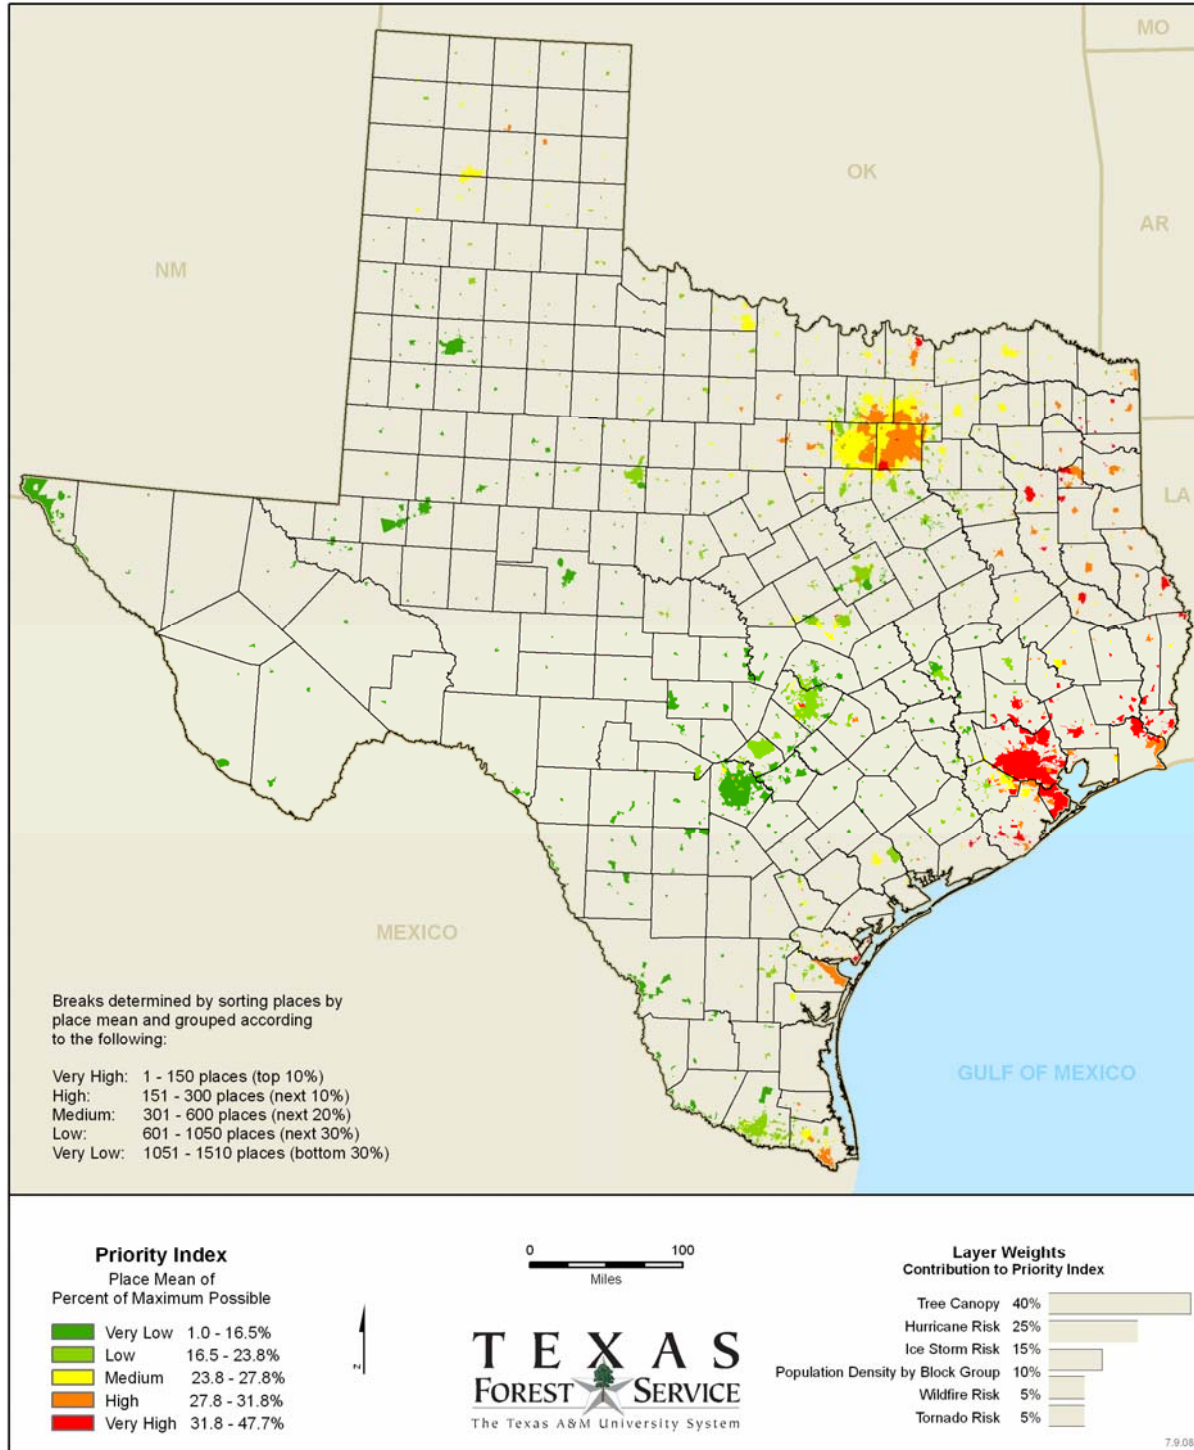 MO
OK
AR
NM
LA
MEXICO
GULF OF MEXICO
Breaks determined by sorting places by
place mean and grouped according
to the following:
Very High: 1 - 150 places (top 10%)
High: 151 - 300 places (next 10%)
Medium: 301 - 600 places (next 20%)
Low: 601 - 1050 places (next 30%)
Very Low: 1051 - 1510 places (bottom 30%)
Priority Index
Place Mean of
Percent of Maximum Possible
Very Low 1.0 - 16.5%
Low 16.5 - 23.8%
Medium 23.8 - 27.8%
High 27.8 - 31.8%
Very High 31.8 - 47.7%
N
0 100
Miles
TEXAS
FOREST SERVICE
The Texas A&M University System
Layer Weights
Contribution to Priority Index
Tree Canopy 40%
Hurricane Risk 25%
Ice Storm Risk 15%
Population Density by Block Group 10%
Wildfire Risk 5%
Tornado Risk 5%
7.9.08